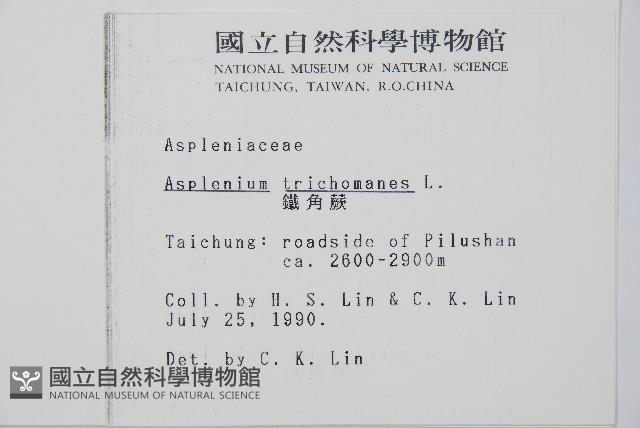 國立自然科學博物館
NATIONAL MUSEUM OF NATURAL SCIENCE
TAICHUNG, TAIWAN, R.O.CHINA
Aspleniaceae
Asplenium trichomanes L.
鐵角蕨
Taichung: roadside of Pilushan
ca. 2600-2900m
Coll. by H. S. Lin & C. K. Lin
July 25, 1990.
Det. by C. K. Lin
國立自然科學博物館
NATIONAL MUSEUM OF NATURAL SCIENCE